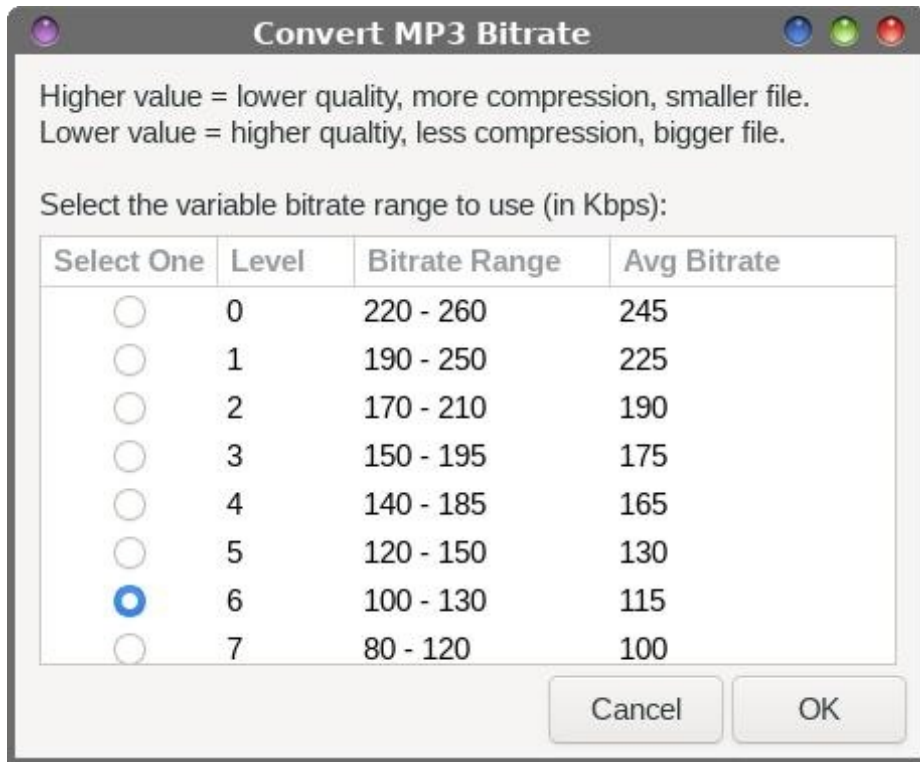 Convert MP3 Bitrate
Higher value = lower quality, more compression, smaller file.
Lower value = higher qualtiy, less compression, bigger file.
Select the variable bitrate range to use (in Kbps):
Select One Level Bitrate Range Avg Bitrate
0 220 - 260 245
1 190 - 250 225
2 170 - 210 190
3 150 - 195 175
4 140 - 185 165
5 120 - 150 130
6 100 - 130 115
7 80 - 120 100
Cancel OK